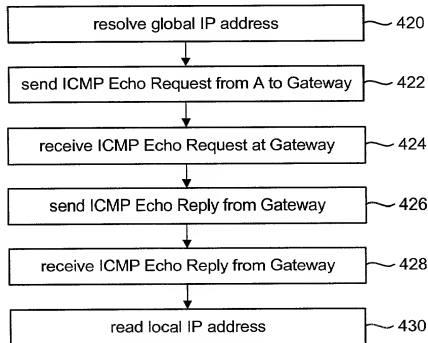 resolve global IP address 420
send ICMP Echo Request from A to Gateway 422
receive ICMP Echo Request at Gateway 424
send ICMP Echo Reply from Gateway 426
receive ICMP Echo Reply from Gateway 428
read local IP address 430